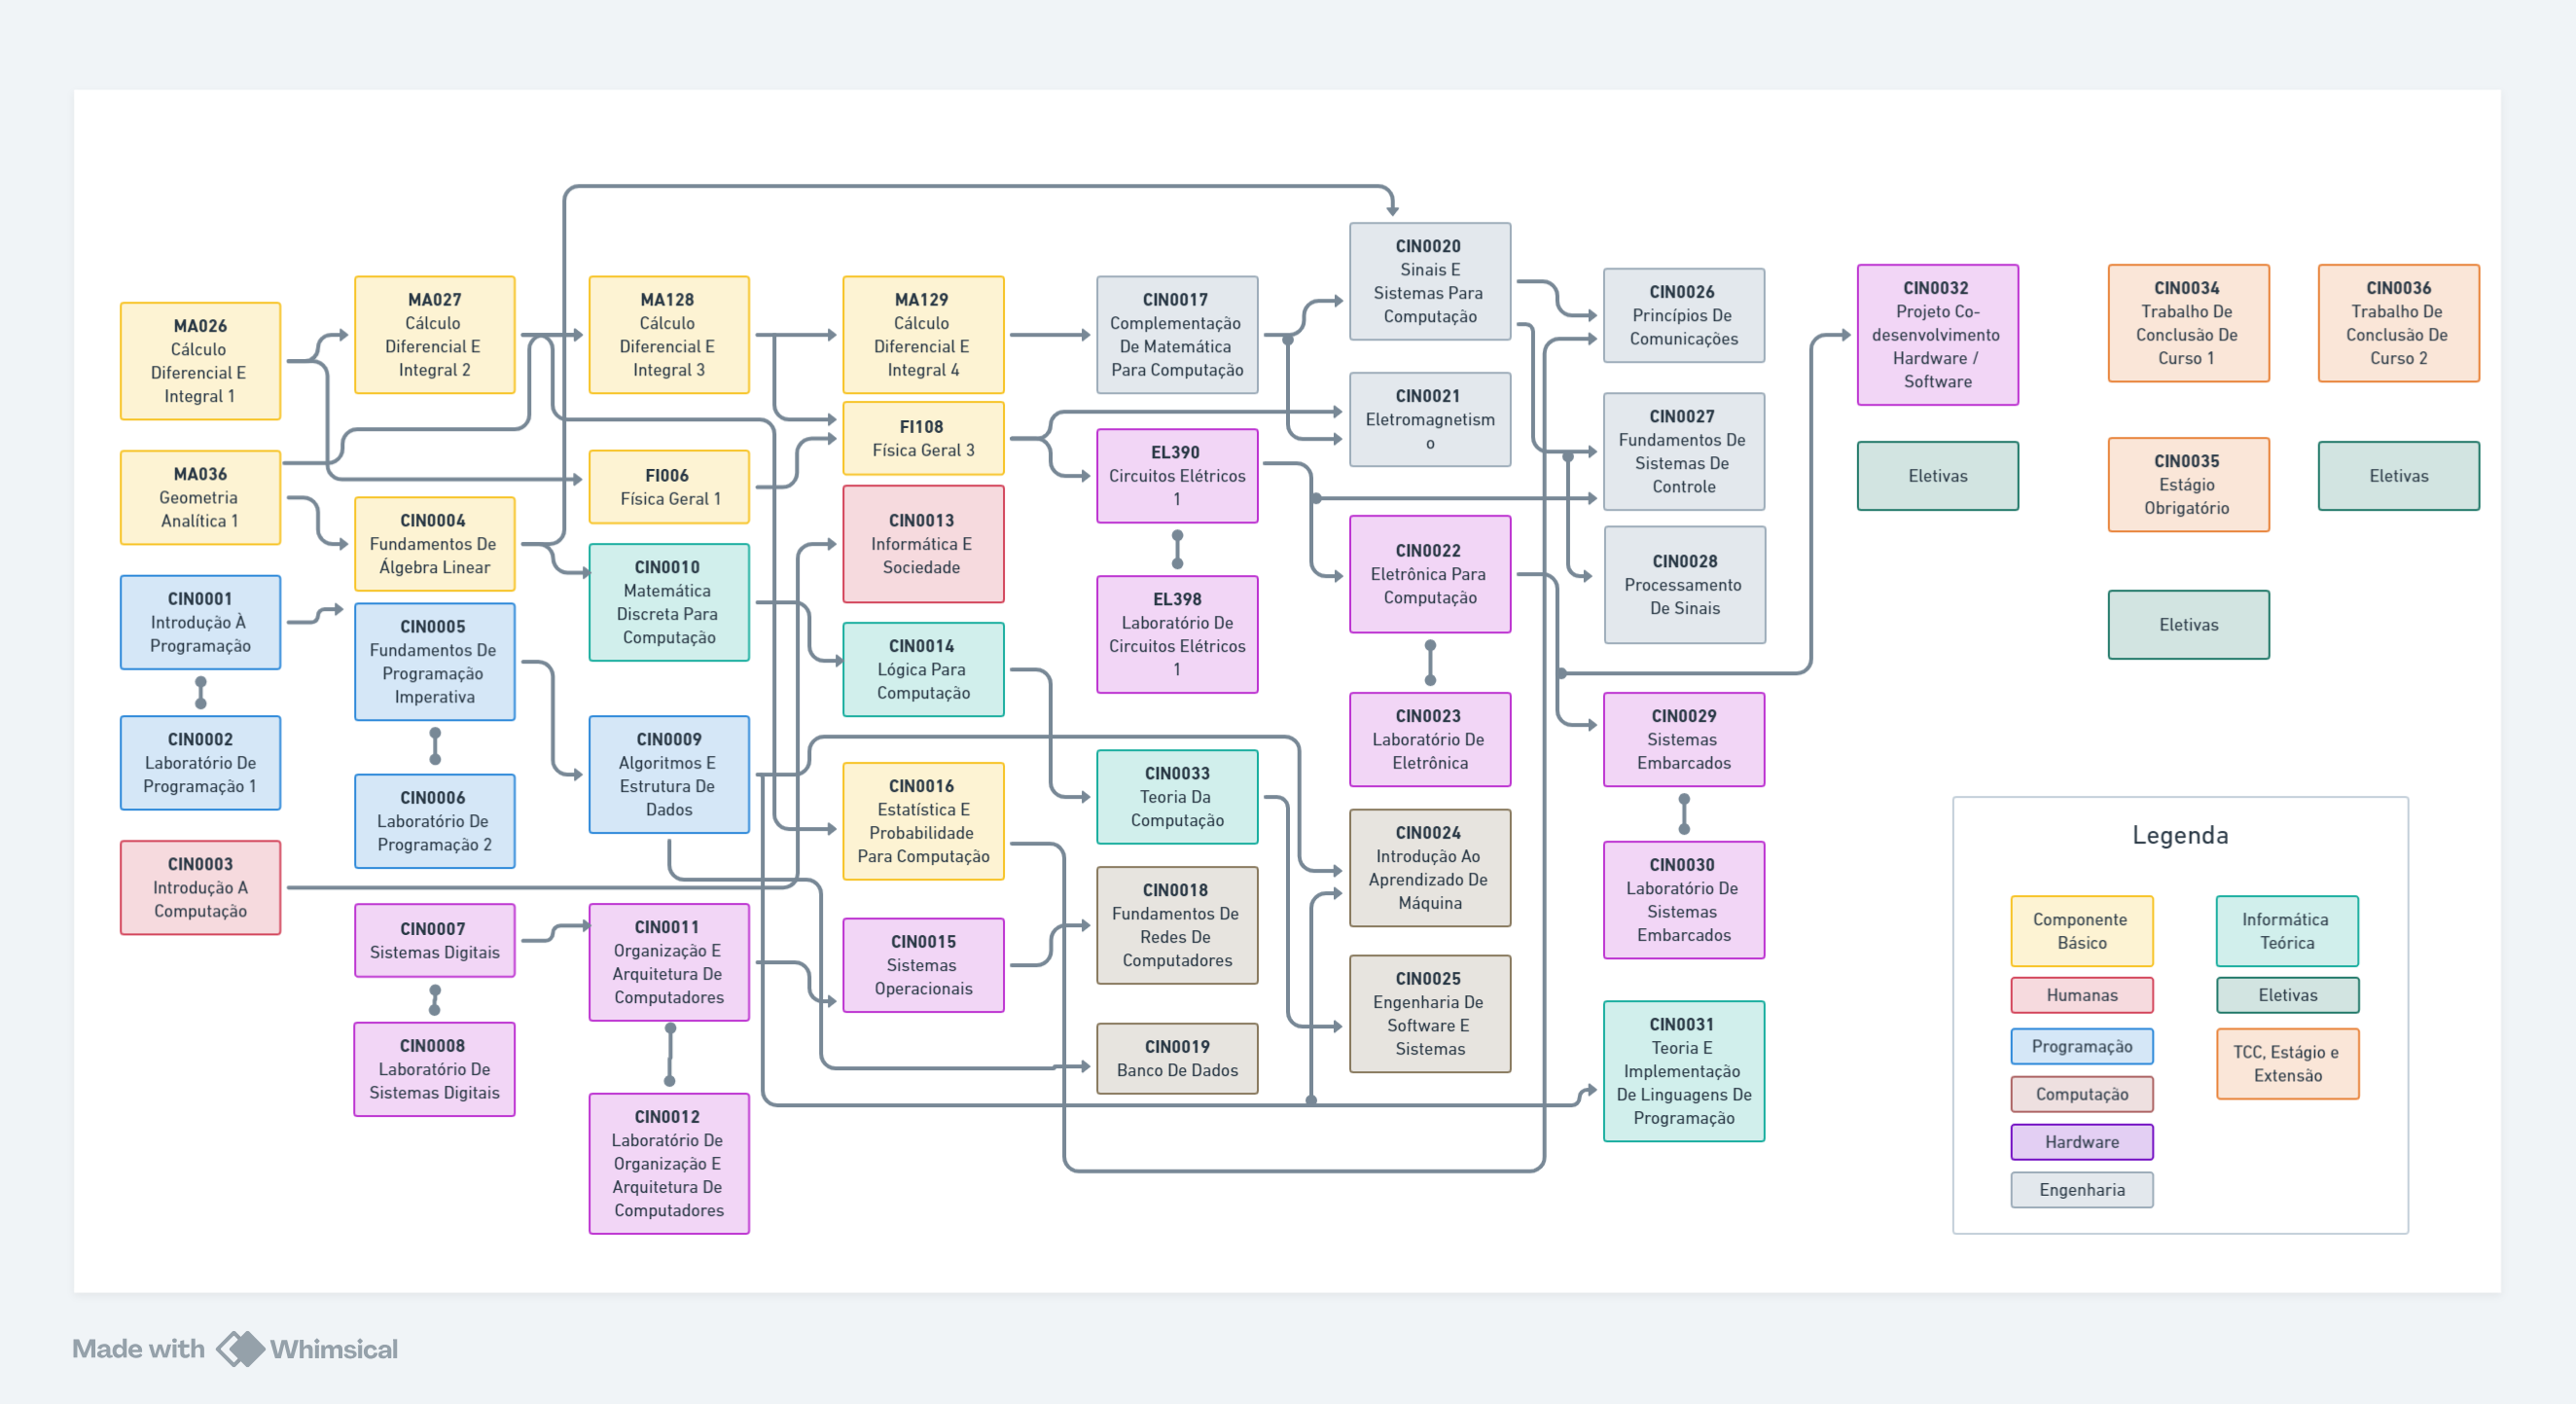 MA026
Cálculo
Diferencial E
Integral 1
MA036
Geometria
Analítica 1
CIN0001
Introdução À
Programação
CIN0002
Laboratório De
Programação 1
CIN0003
Introdução A
Computação
MA027
Cálculo
Diferencial E
Integral 2
CIN0004
Fundamentos De
Álgebra Linear
CIN0005
Fundamentos De
Programação
Imperativa
CIN0006
Laboratório De
Programação 2
CIN0007
Sistemas Digitais
CIN0008
Laboratório De
Sistemas Digitais
MA128
Cálculo
Diferencial E
Integral 3
FI006
Física Geral 1
CIN0010
Matemática
Discreta Para
Computação
CIN0009
Algoritmos E
Estrutura De
Dados
CIN0011
Organização E
Arquitetura De
Computadores
CIN0012
Laboratório De
Organização E
Arquitetura De
Computadores
MA129
Cálculo
Diferencial E
Integral 4
FI108
Física Geral 3
CIN0013
Informática E
Sociedade
CIN0014
Lógica Para
Computação
CIN0016
Estatística E
Probabilidade
Para Computação
CIN0015
Sistemas
Operacionais
CIN0017
Complementação
De Matemática
Para Computação
EL390
Circuitos Elétricos
1
EL398
Laboratório De
Circuitos Elétricos
1
CIN0033
Teoria Da
Computação
CIN0018
Fundamentos De
Redes De
Computadores
CIN0019
Banco De Dados
CIN0020
Sinais E
Sistemas Para
Computação
CIN0021
Eletromagnetism
o
CIN0022
Eletrônica Para
Computação
CIN0023
Laboratório De
Eletrônica
CIN0024
Introdução Ao
Aprendizado De
Máquina
CIN0025
Engenharia De
Software E
Sistemas
CIN0026
Princípios De
Comunicações
CIN0027
Fundamentos De
Sistemas De
Controle
CIN0028
Processamento
De Sinais
CIN0029
Sistemas
Embarcados
CIN0030
Laboratório De
Sistemas
Embarcados
CIN0031
Teoria E
Implementação
De Linguagens De
Programação
CIN0032
Projeto Co-
desenvolvimento
Hardware /
Software
Eletivas
CIN0034
Trabalho De
Conclusão De
Curso 1
CIN0035
Estágio
Obrigatório
Eletivas
CIN0036
Trabalho De
Conclusão De
Curso 2
Eletivas
Legenda
Componente
Básico
Humanas
Programação
Computação
Hardware
Engenharia
Informática
Teórica
Eletivas
TCC, Estágio e
Extensão
Made with Whimsical